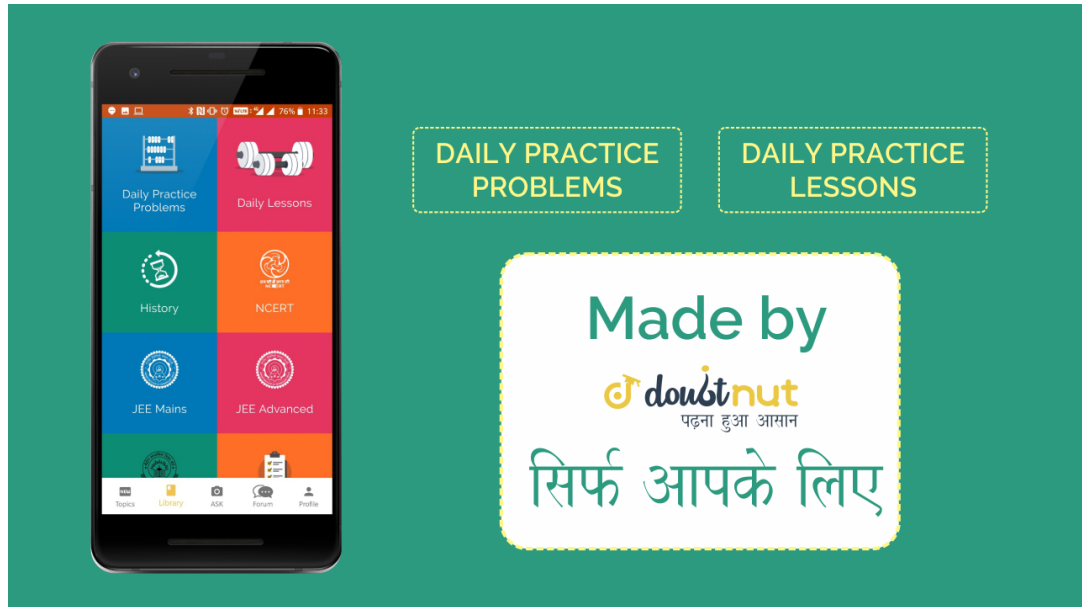 76% 11:33
Daily Practice
Problems
Daily Lessons
History
NCERT
JEE Mains
JEE Advanced
Topics
Library
ASK
Forum
Profile
DAILY PRACTICE
PROBLEMS
DAILY PRACTICE
LESSONS
Made by
doubtnut
पढ़ना हुआ आसान
सिर्फ आपके लिए